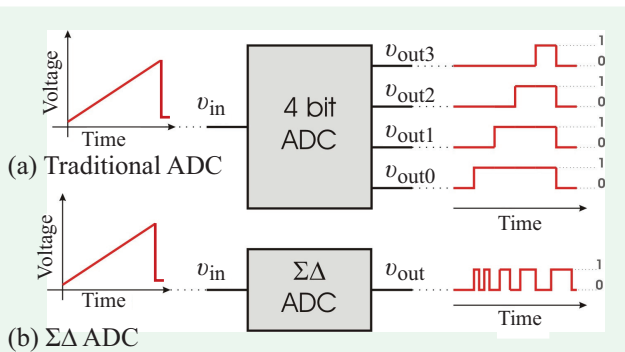 Voltage
Time
v_in
4 bit
ADC
v_out3
v_out2
v_out1
v_out0
1
0
1
0
1
0
1
0
Time
(a) Traditional ADC
Voltage
Time
v_in
ΣΔ
ADC
v_out
1
0
Time
(b) ΣΔ ADC